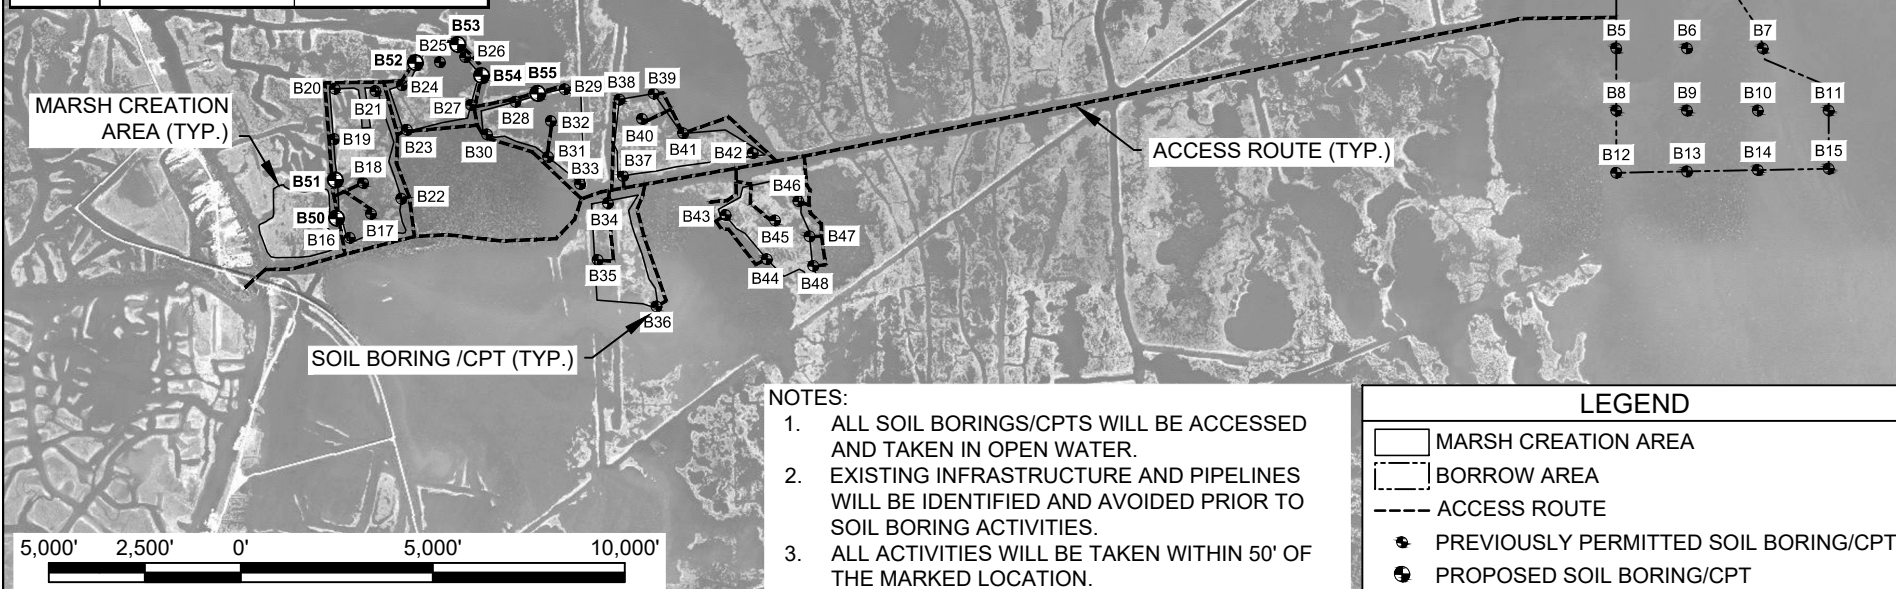 B53
B25
B26
B52
B54
B55
B20
B21
B24
B29
B38
B39
MARSH CREATION
AREA (TYP.)
B27
B28
B32
B40
B19
B23
B30
B31
B41
B42
B18
B33
B37
B51
B22
B50
B16
B17
B34
B35
B36
B43
B45
B46
B47
B44
B48
ACCESS ROUTE (TYP.)
SOIL BORING /CPT (TYP.)
B5
B6
B7
B8
B9
B10
B11
B12
B13
B14
B15
5,000'
2,500'
0'
5,000'
10,000'
NOTES:
1. ALL SOIL BORINGS/CPTS WILL BE ACCESSED
AND TAKEN IN OPEN WATER.
2. EXISTING INFRASTRUCTURE AND PIPELINES
WILL BE IDENTIFIED AND AVOIDED PRIOR TO
SOIL BORING ACTIVITIES.
3. ALL ACTIVITIES WILL BE TAKEN WITHIN 50' OF
THE MARKED LOCATION.
LEGEND
MARSH CREATION AREA
BORROW AREA
ACCESS ROUTE
PREVIOUSLY PERMITTED SOIL BORING/CPT
PROPOSED SOIL BORING/CPT